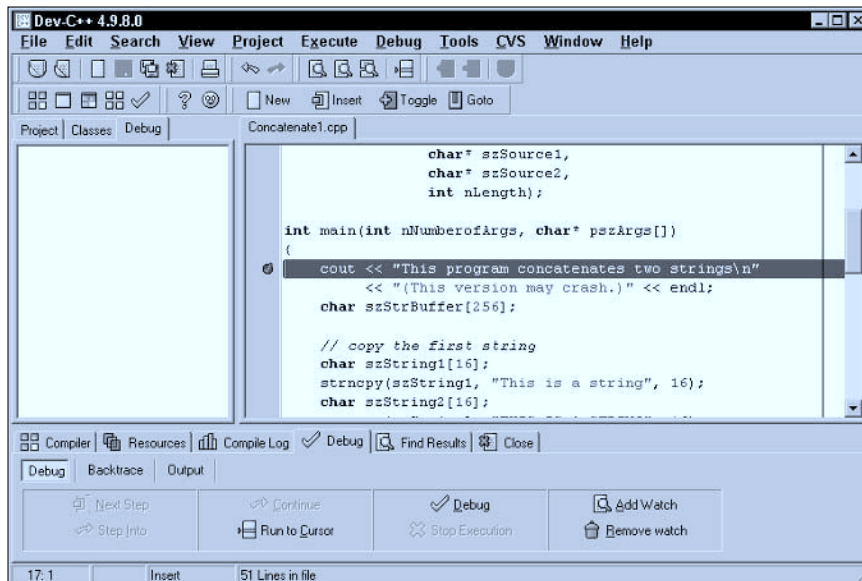 Dev-C++ 4.9.8.0
File Edit Search View Project Execute Debug Tools CVS Window Help
New Insert Toggle Goto
Project Classes Debug
Concatenate1.cpp
char* szSource1,
char* szSource2,
int nLength);
int main(int nNumberofArgs, char* pszArgs[])
{
cout << "This program concatenates two strings\n"
<< "(This version may crash.)" << endl;
char szStrBuffer[256];
// copy the first string
char szString1[16];
strncpy(szString1, "This is a string", 16);
char szString2[16];
Compiler Resources Compile Log Debug Find Results Close
Debug Backtrace Output
Next Step Continue Debug Add Watch
Step Into Run to Cursor Stop Execution Remove watch
17: 1 Insert 51 Lines in file